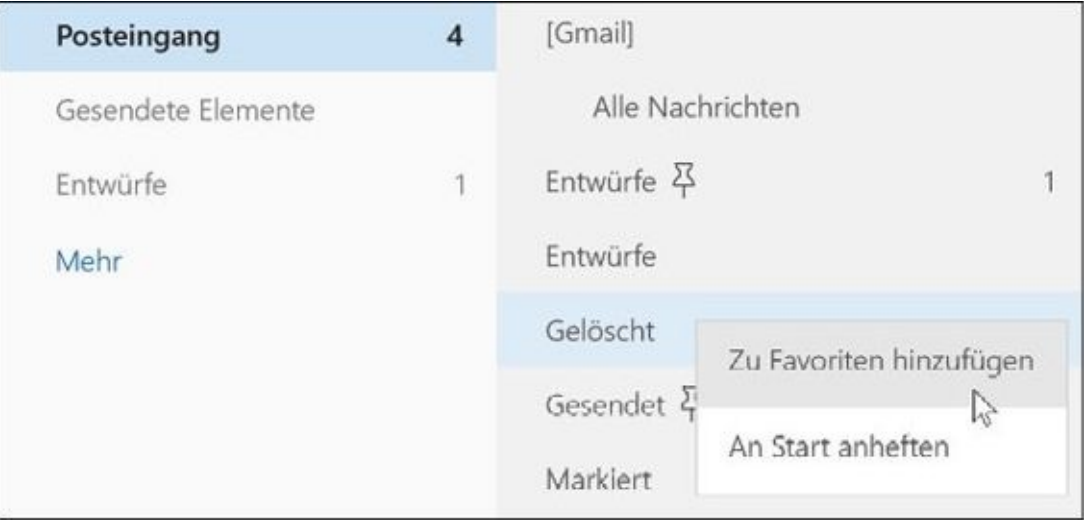 Posteingang 4
Gesendete Elemente
Entwürfe 1
Mehr
[Gmail]
Alle Nachrichten
Entwürfe 1
Entwürfe
Gelöscht
Gesendet
Markiert
Zu Favoriten hinzufügen
An Start anheften